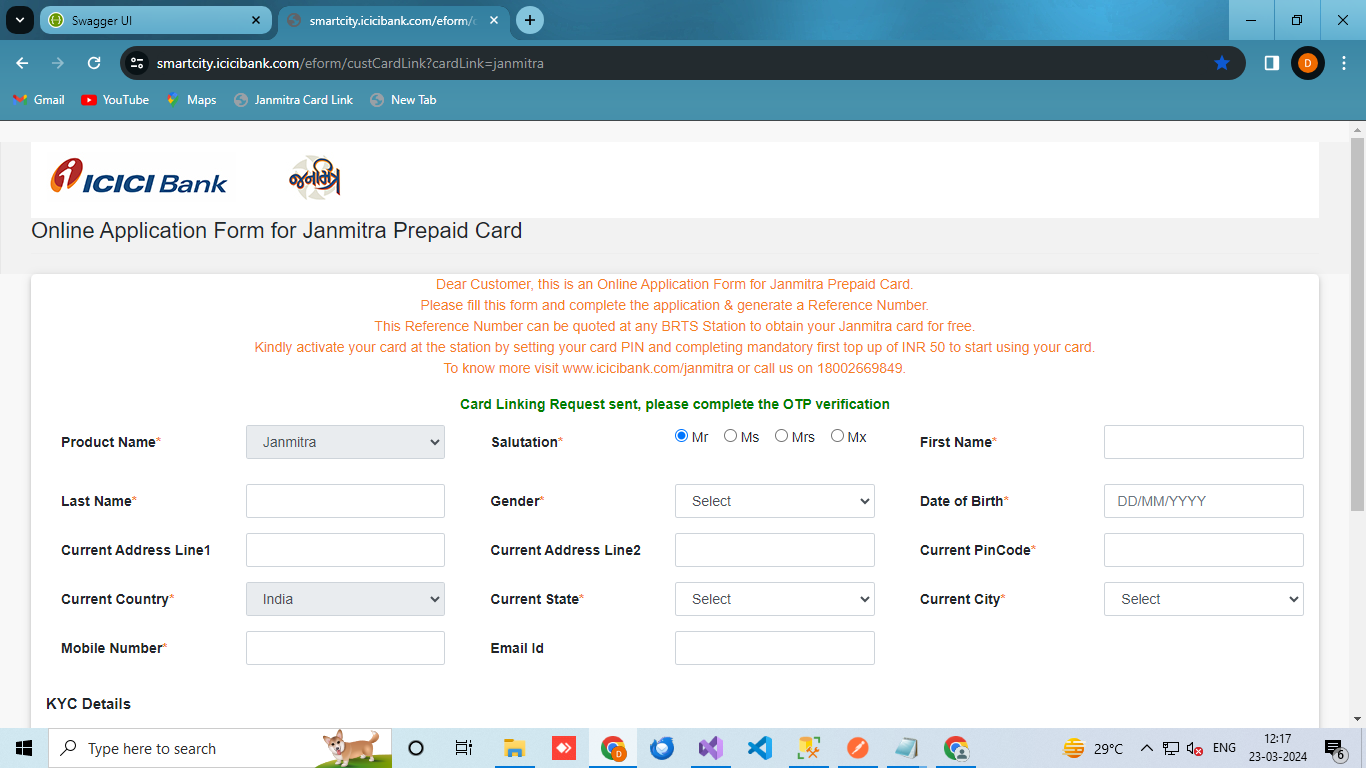 Swagger UI
smartcity.icicibank.com/eform/c
smartcity.icicibank.com/eform/custCardLink?cardLink=janmitra
D
Gmail
YouTube
Maps
Janmitra Card Link
New Tab
ICICI Bank
જનમિત્ર
Online Application Form for Janmitra Prepaid Card
Dear Customer, this is an Online Application Form for Janmitra Prepaid Card.
Please fill this form and complete the application & generate a Reference Number.
This Reference Number can be quoted at any BRTS Station to obtain your Janmitra card for free.
Kindly activate your card at the station by setting your card PIN and completing mandatory first top up of INR 50 to start using your card.
To know more visit www.icicibank.com/janmitra or call us on 18002669849.
Card Linking Request sent, please complete the OTP verification
Product Name* Janmitra Salutation* Mr Ms Mrs Mx First Name*
Last Name* Gender* Select Date of Birth* DD/MM/YYYY
Current Address Line1 Current Address Line2 Current PinCode*
Current Country* India Current State* Select Current City* Select
Mobile Number* Email Id
KYC Details
Type here to search
D
29°C
ENG
12:17
23-03-2024
6